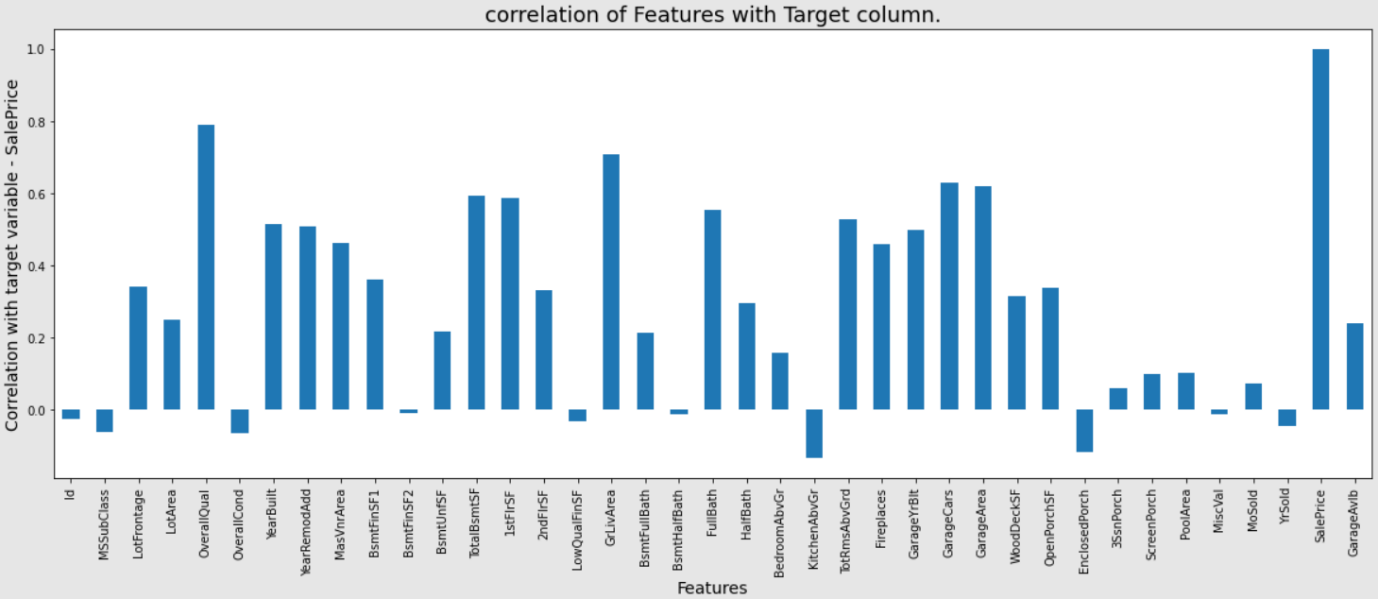 correlation of Features with Target column.
Correlation with target variable - SalePrice
1.0
0.8
0.6
0.4
0.2
0.0
Id
MSSubClass
LotFrontage
LotArea
OverallQual
OverallCond
YearBuilt
YearRemodAdd
MasVnrArea
BsmtFinSF1
BsmtFinSF2
BsmtUnfSF
TotalBsmtSF
1stFlrSF
2ndFlrSF
LowQualFinSF
GrLivArea
BsmtFullBath
BsmtHalfBath
FullBath
HalfBath
BedroomAbvGr
KitchenAbvGr
TotRmsAbvGrd
Fireplaces
GarageYrBlt
GarageCars
GarageArea
WoodDeckSF
OpenPorchSF
EnclosedPorch
3SsnPorch
ScreenPorch
PoolArea
MiscVal
MoSold
YrSold
SalePrice
GarageAvlb
Features